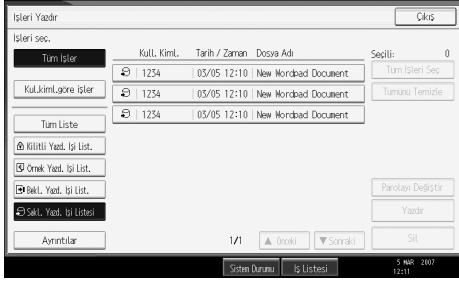 İşleri Yazdır
Çıkış
İşleri seç.
Tüm İşler
Kull. Kiml.
Tarih / Zaman
Dosya Adı
Seçili: 0
1234 03/05 12:10 New Wordpad Document
Tüm İşleri Seç
Kul.kiml.göre işler
1234 03/05 12:10 New Wordpad Document
Tümünü Temizle
1234 03/05 12:10 New Wordpad Document
Tüm Liste
Kilitli Yazd. İşi List.
Örnek Yazd. İşi List.
Bekl. Yazd. İşi List.
Parolayı Değiştir
Sakl. Yazd. İşi Listesi
Yazdır
Ayrıntılar
1/1
▲ Önceki
▼ Sonraki
Sil
Sistem Durumu
İş Listesi
5 MAR 2007
12:11